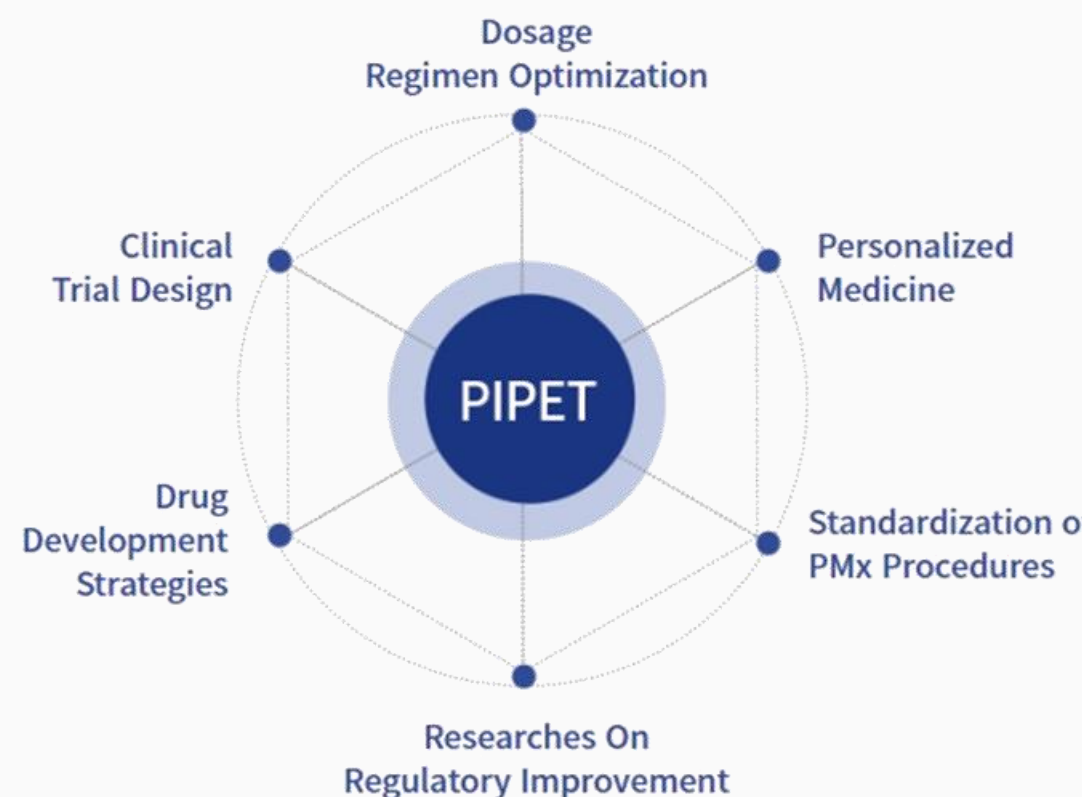 Dosage
Regimen Optimization
Clinical
Trial Design
Personalized
Medicine
PIPET
Drug
Development
Strategies
Standardization o
PMx Procedures
Researches On
Regulatory Improvement